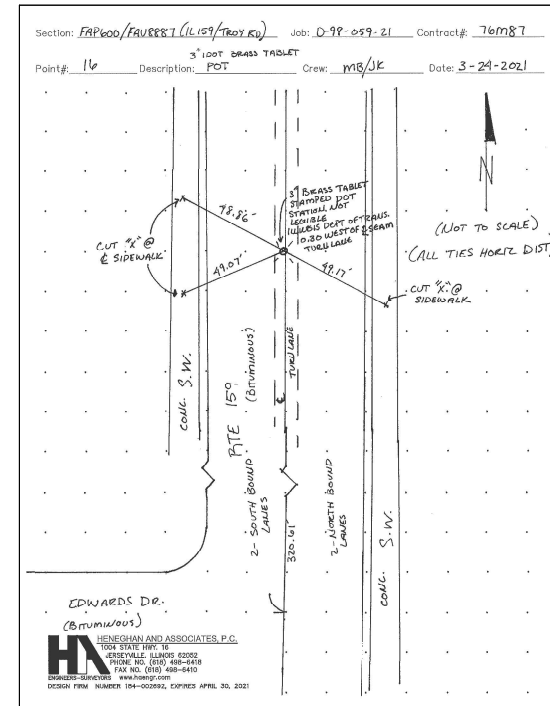 Section: FAP600/FAU8887 (IL159/TROY RD) Job: D-98-059-21 Contract#: 76M87
3" IDOT BRASS TABLET
Point#: 16 Description: POT Crew: MB/JK Date: 3-24-2021
N
(NOT TO SCALE)
(ALL TIES HORIZ DIST)
3" BRASS TABLET
STAMPED POT
STATION NOT
LEGIBLE
ILLINOIS DEPT OF TRANS.
0.30 WEST OF SEAM
TURN LANE
48.86'
49.07'
49.17'
CUT "X" @
℄ SIDEWALK
CUT "X" @
SIDEWALK
CONC. S.W.
RTE 159
(BITUMINOUS)
TURN LANE
℄
2- SOUTH BOUND
LANES
320.61'
2- NORTH BOUND
LANES
CONC. S.W.
EDWARDS DR.
(BITUMINOUS)
HA
HENEGHAN AND ASSOCIATES, P.C.
1004 STATE HWY. 16
JERSEYVILLE, ILLINOIS 62052
PHONE NO. (618) 498-6418
FAX NO. (618) 498-6410
ENGINEERS-SURVEYORS www.haengr.com
DESIGN FIRM NUMBER 184-002692, EXPIRES APRIL 30, 2021